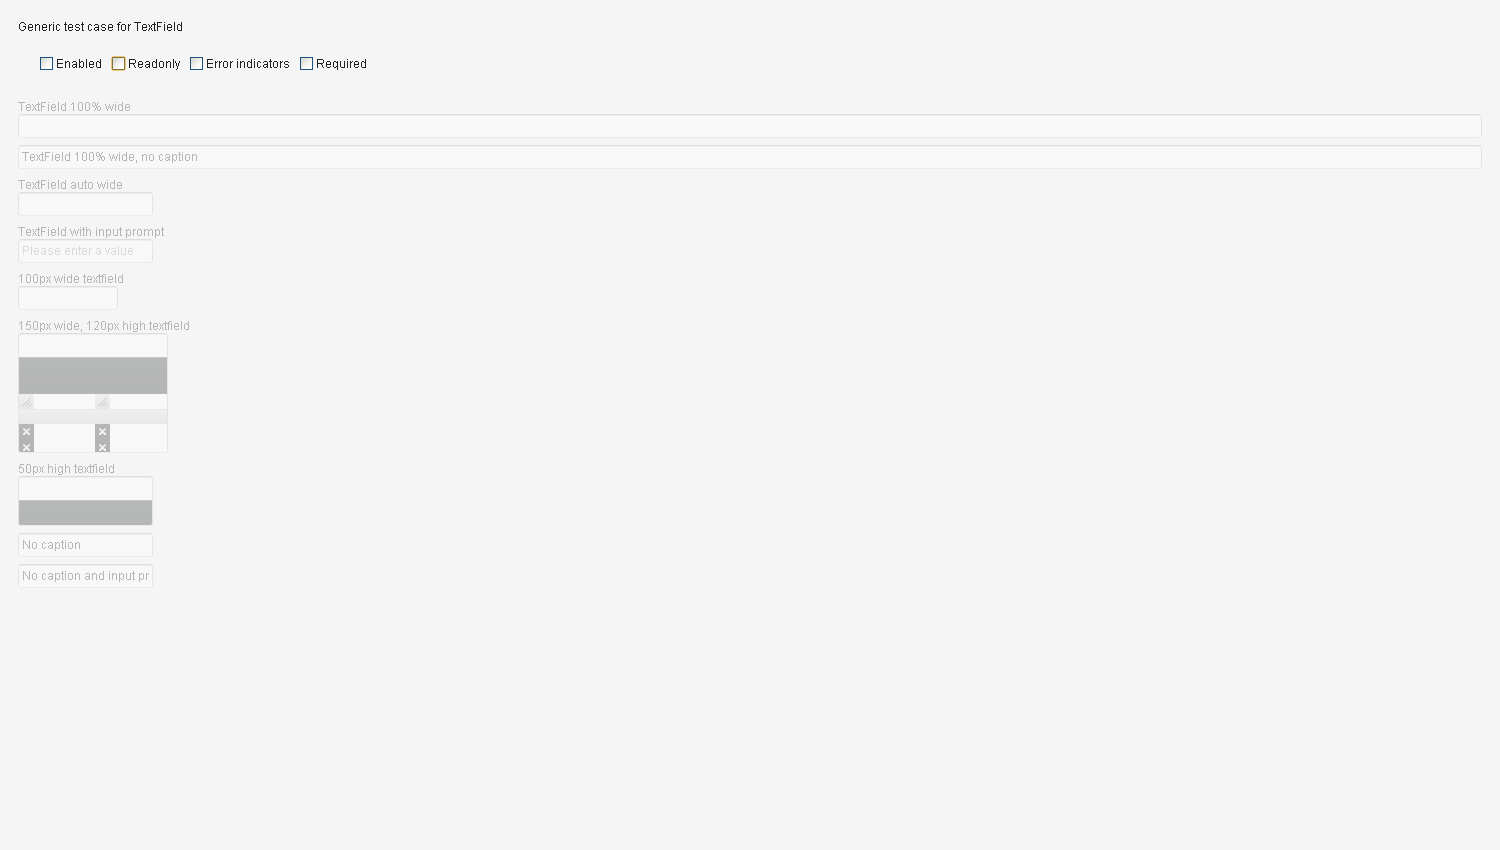 Generic test case for TextField
Enabled Readonly Error indicators Required
TextField 100% wide
TextField 100% wide, no caption
TextField auto wide
TextField with input prompt
Please enter a value
100px wide textfield
150px wide, 120px high textfield
50px high textfield
No caption
No caption and input pr